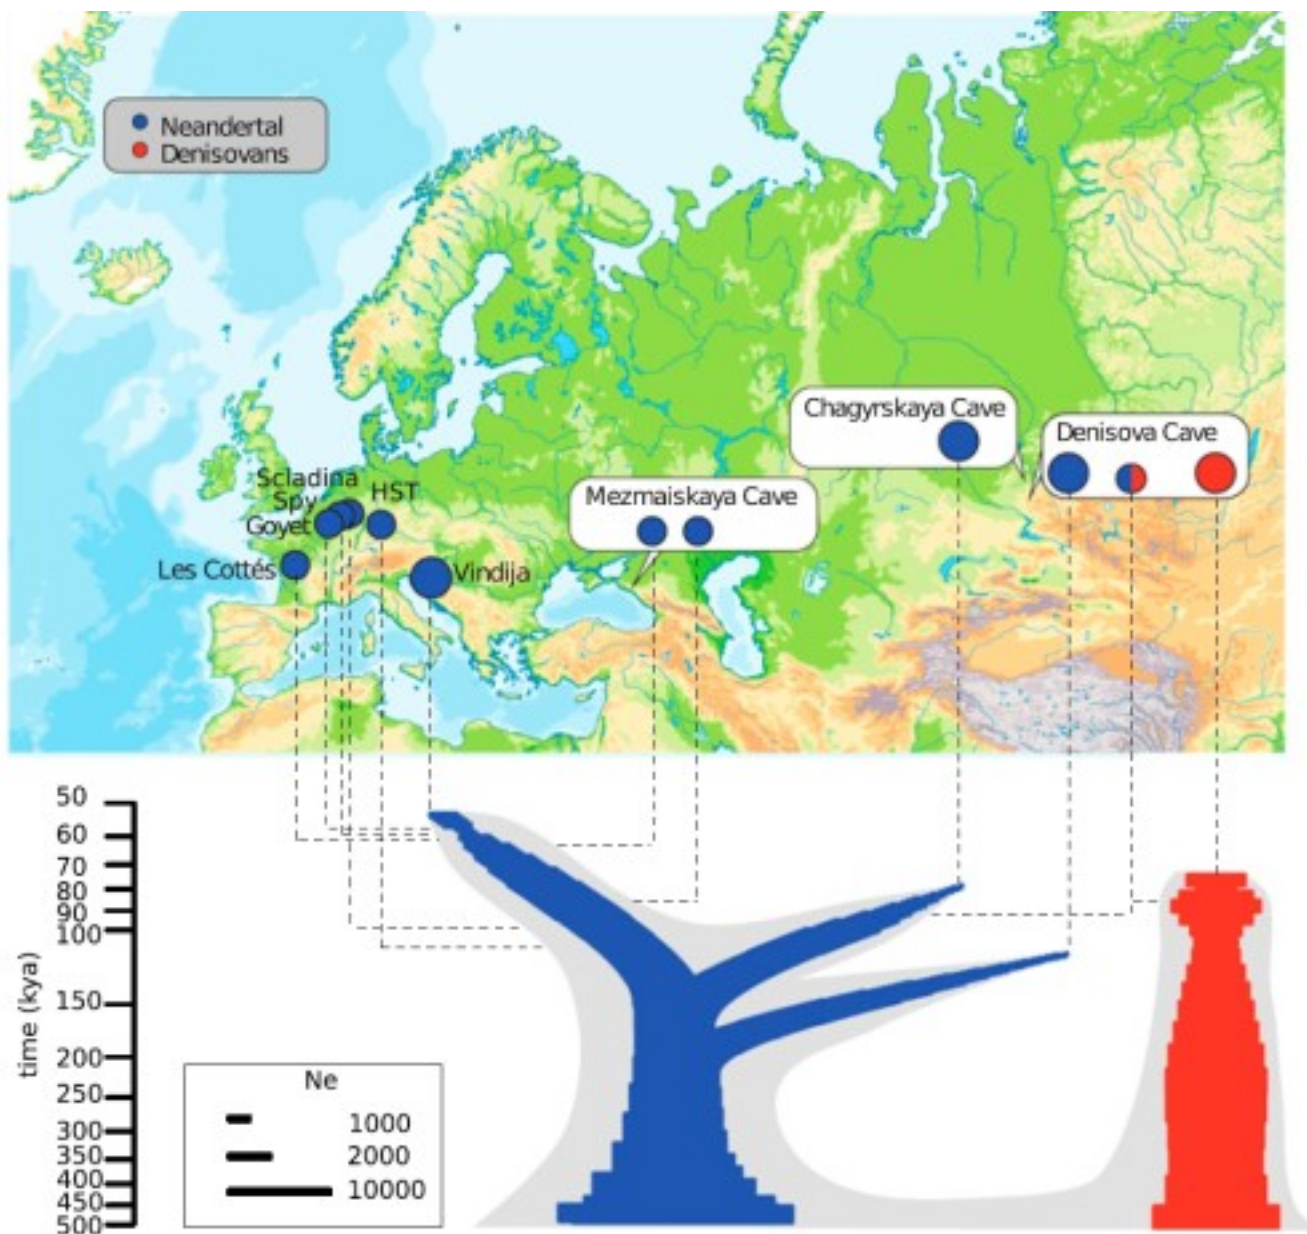 Neandertal
Denisovans
Chagyrskaya Cave
Denisova Cave
Scladina
HST
Spy
Mezmaiskaya Cave
Goyet
Les Cottés
Vindija
50
60
70
80
90
100
150
200
250
300
350
400
450
500
time (kya)
Ne
1000
2000
10000